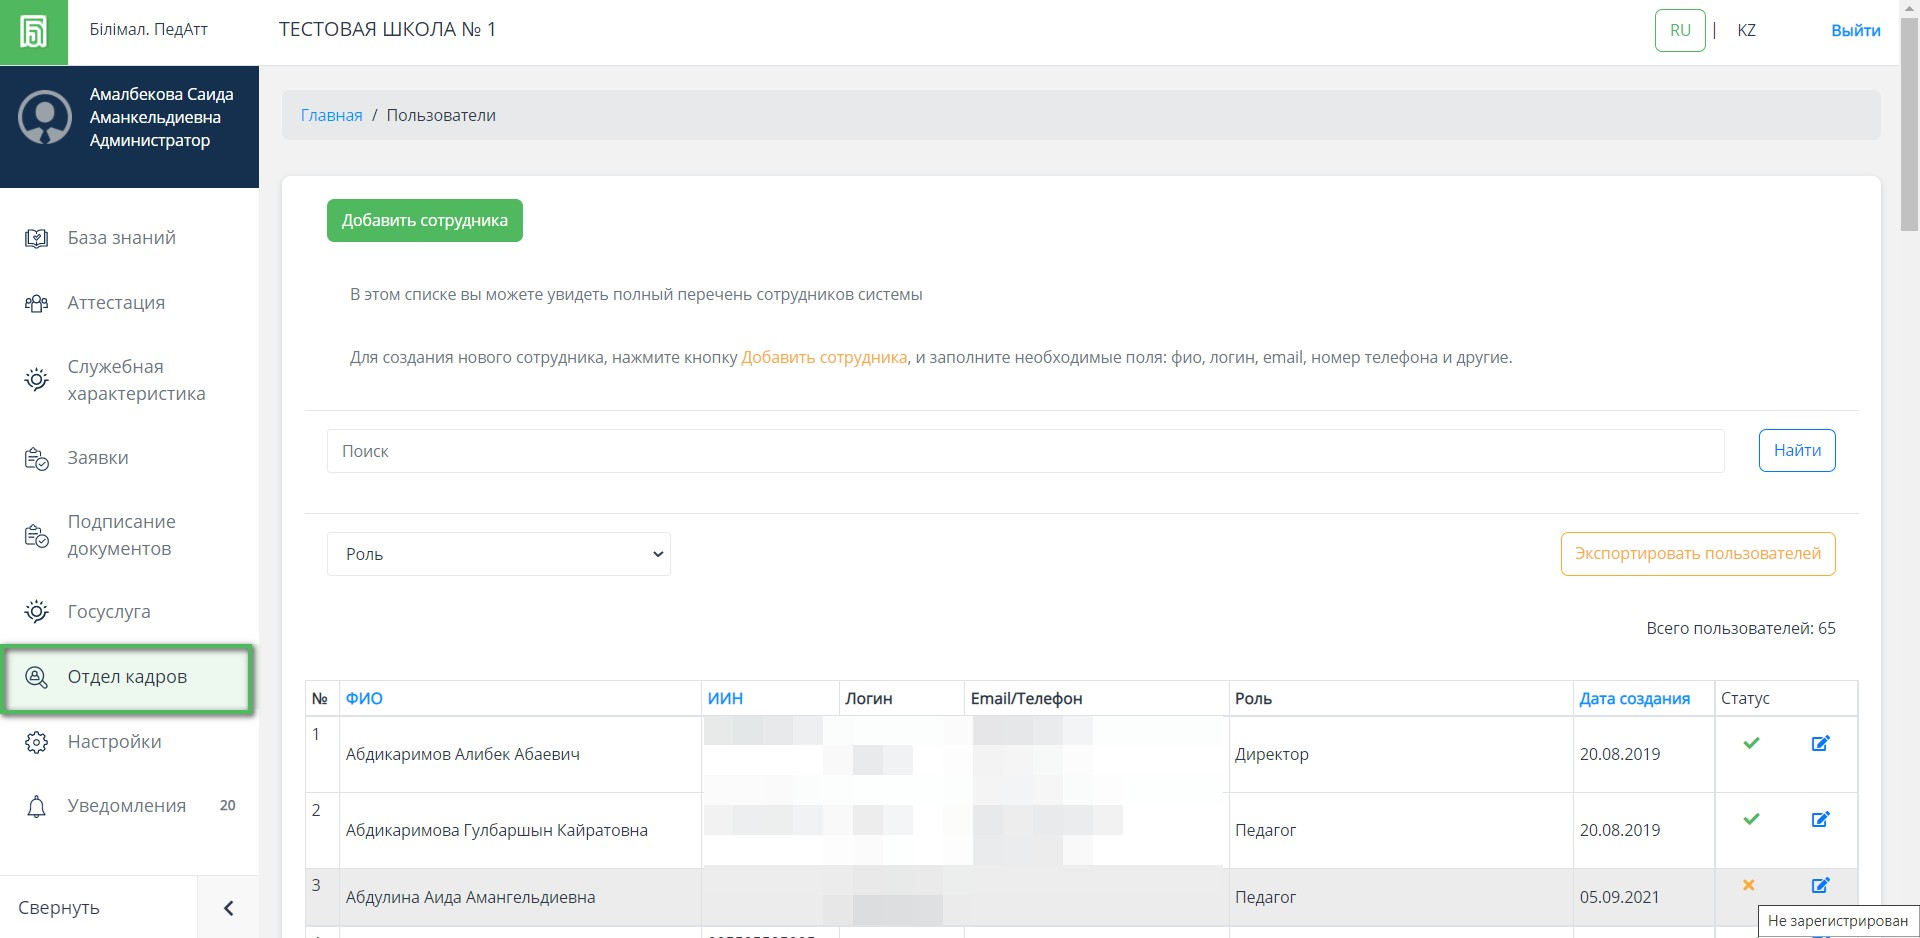 Білімал. ПедАтт
ТЕСТОВАЯ ШКОЛА № 1
RU | KZ
Выйти
Амалбекова Саида
Аманкельдиевна
Администратор
Главная / Пользователи
База знаний
Аттестация
Служебная
характеристика
Заявки
Подписание
документов
Госуслуга
Отдел кадров
Настройки
Уведомления 20
Свернуть
Добавить сотрудника
В этом списке вы можете увидеть полный перечень сотрудников системы
Для создания нового сотрудника, нажмите кнопку Добавить сотрудника, и заполните необходимые поля: фио, логин, email, номер телефона и другие.
Поиск
Найти
Роль
Экспортировать пользователей
Всего пользователей: 65
№ ФИО ИИН Логин Email/Телефон Роль Дата создания Статус
1 Абдикаримов Алибек Абаевич Директор 20.08.2019
2 Абдикаримова Гулбаршын Кайратовна Педагог 20.08.2019
3 Абдулина Аида Амангельдиевна Педагог 05.09.2021
Не зарегистрирован